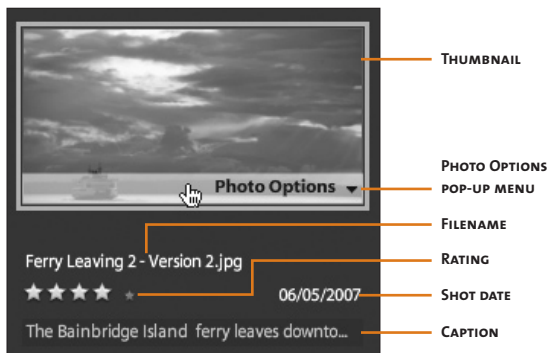 THUMBNAIL
PHOTO OPTIONS
POP-UP MENU
Photo Options
FILENAME
Ferry Leaving 2 - Version 2.jpg
RATING
06/05/2007
SHOT DATE
The Bainbridge Island ferry leaves downto...
CAPTION